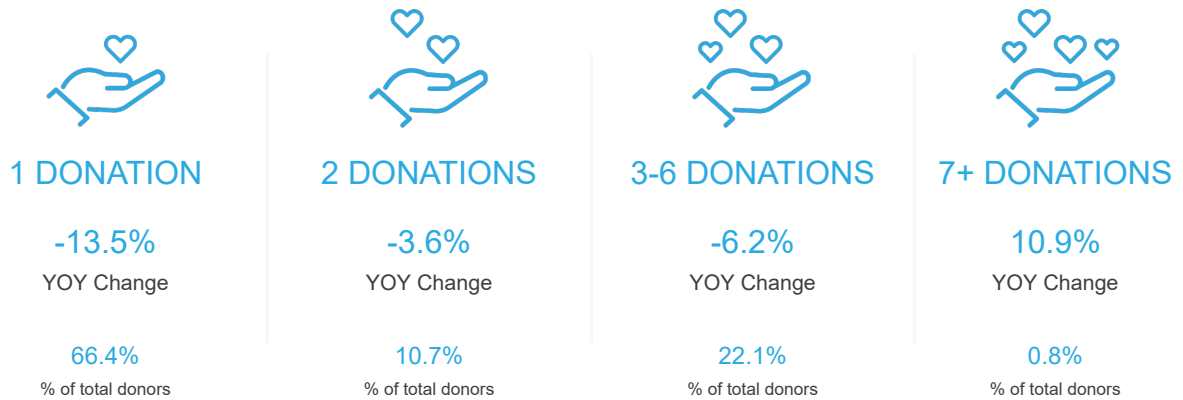 1 DONATION
-13.5%
YOY Change
66.4%
% of total donors
2 DONATIONS
-3.6%
YOY Change
10.7%
% of total donors
3-6 DONATIONS
-6.2%
YOY Change
22.1%
% of total donors
7+ DONATIONS
10.9%
YOY Change
0.8%
% of total donors